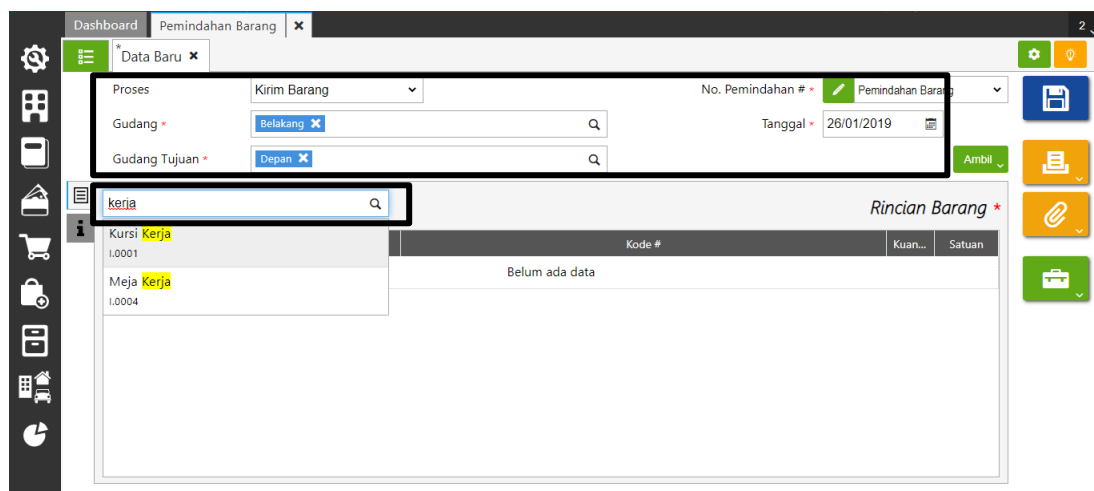 Dashboard Pemindahan Barang 2
*Data Baru
Proses Kirim Barang No. Pemindahan # * Pemindahan Barang
Gudang * Belakang Tanggal * 26/01/2019
Gudang Tujuan * Depan Ambil
kerja Rincian Barang *
Kursi Kerja
I.0001
Kode # Kuan... Satuan
Meja Kerja
I.0004
Belum ada data